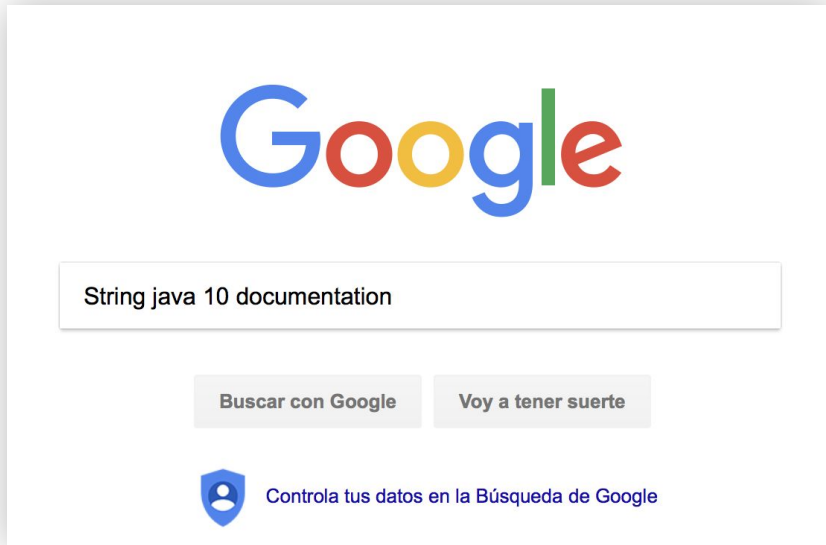 Google
String java 10 documentation
Buscar con Google Voy a tener suerte
Controla tus datos en la Búsqueda de Google